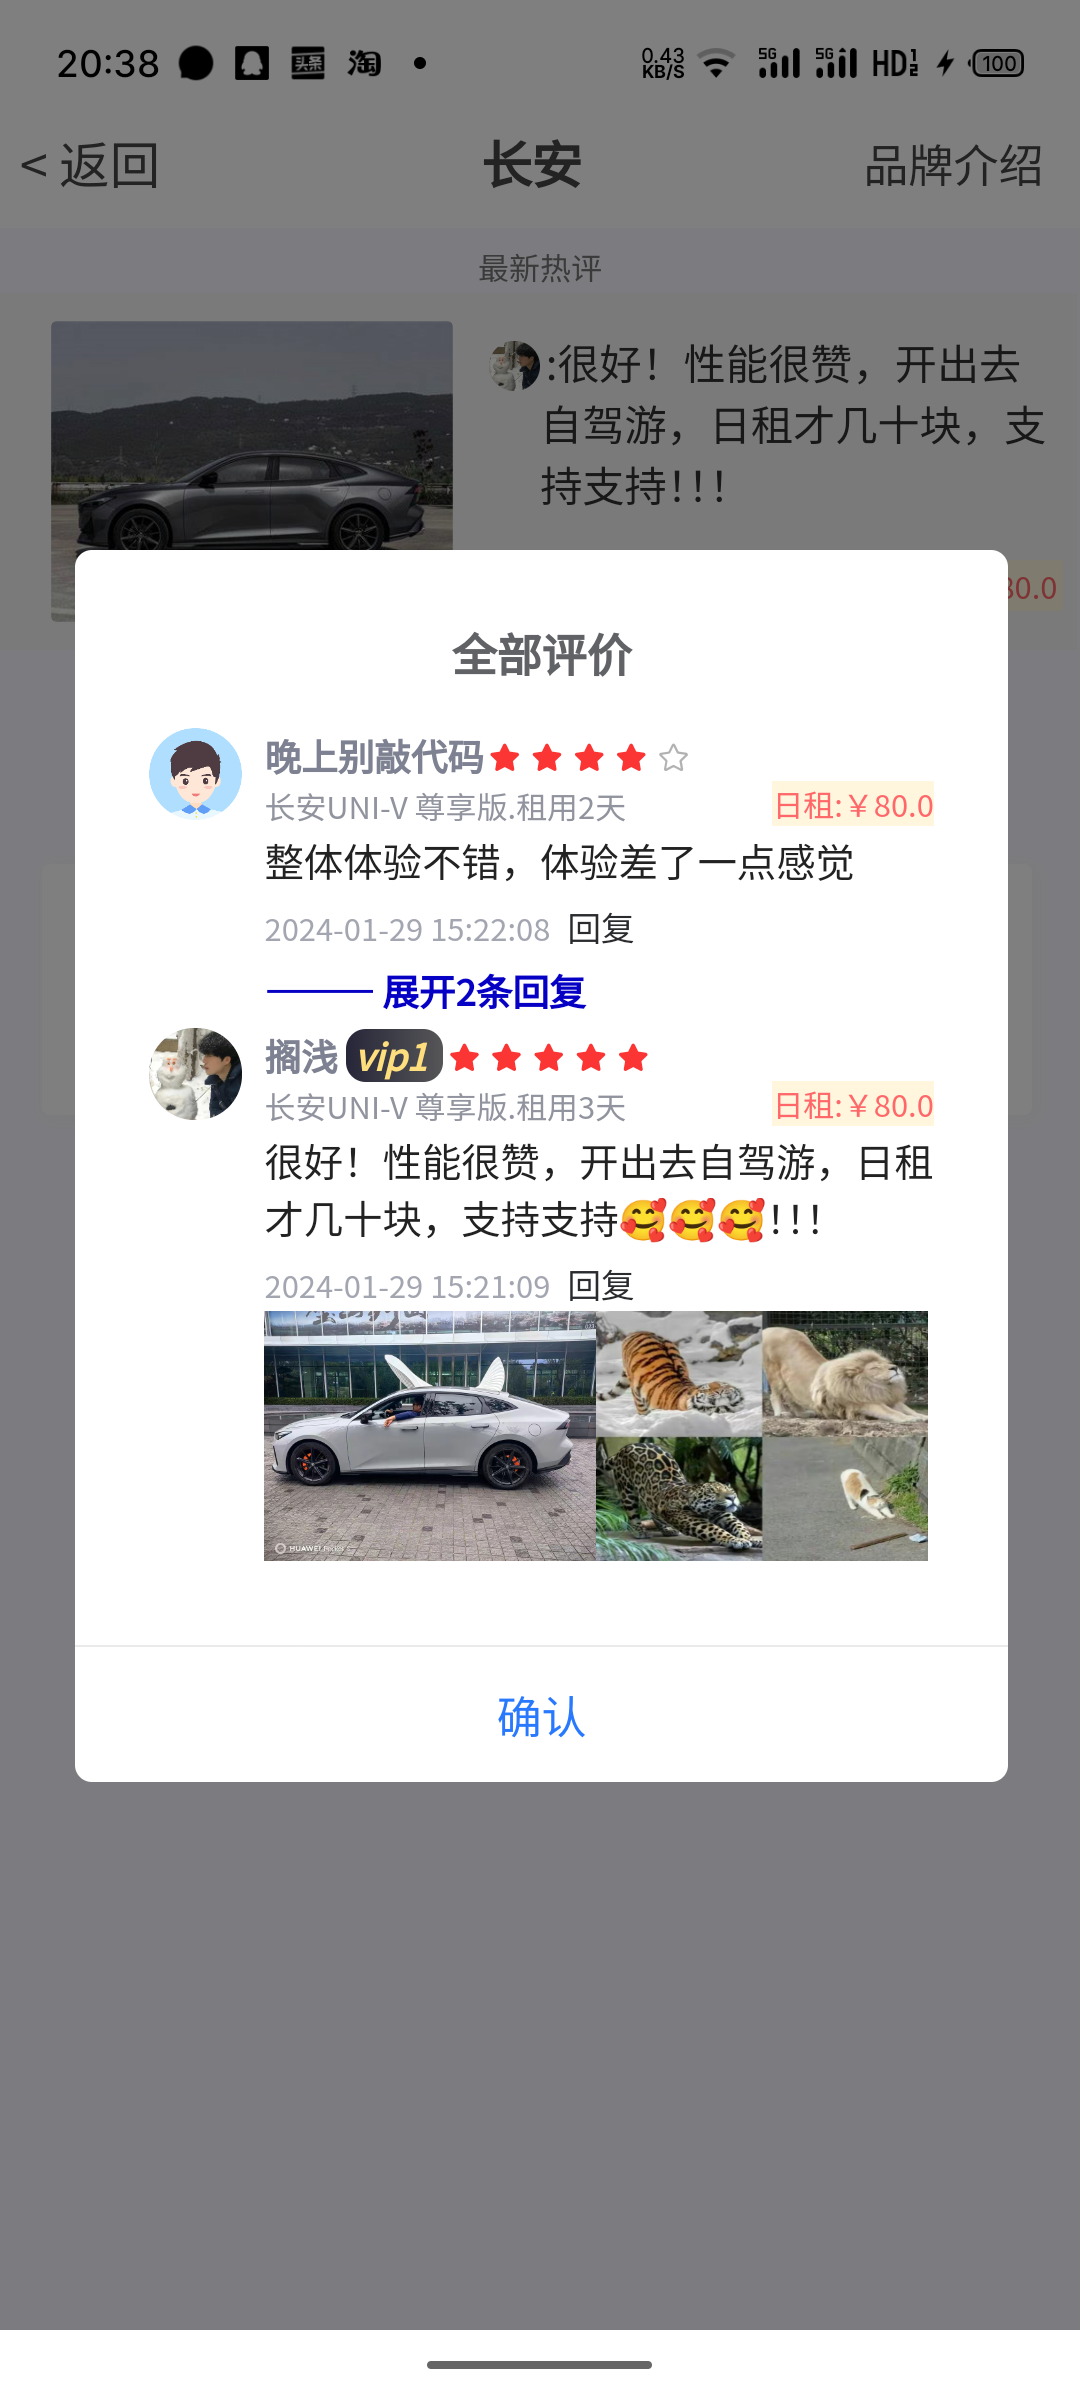 20:38 头条 淘 0.43 KB/S 5G 5G HD 1 2 100
< 返回 长安 品牌介绍
最新热评
:很好！性能很赞，开出去
自驾游，日租才几十块，支
持支持!!!
80.0
全部评价
晚上别敲代码
长安UNI-V 尊享版.租用2天 日租:￥80.0
整体体验不错，体验差了一点感觉
2024-01-29 15:22:08 回复
——— 展开2条回复
搁浅 vip1
长安UNI-V 尊享版.租用3天 日租:￥80.0
很好！性能很赞，开出去自驾游，日租
才几十块，支持支持🥰🥰🥰!!!
2024-01-29 15:21:09 回复
HUAWEI
确认